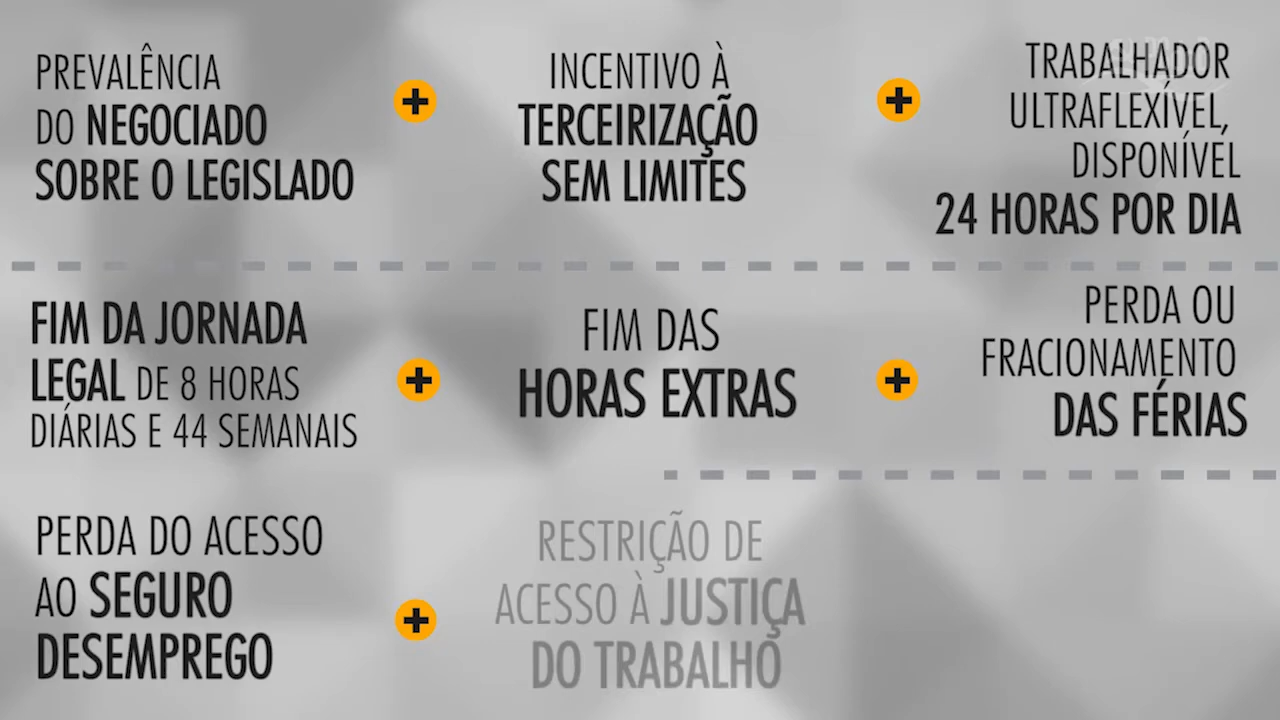 PREVALÊNCIA
DO NEGOCIADO
SOBRE O LEGISLADO
INCENTIVO À
TERCEIRIZAÇÃO
SEM LIMITES
TRABALHADOR
ULTRAFLEXÍVEL,
DISPONÍVEL
24 HORAS POR DIA
FIM DA JORNADA
LEGAL DE 8 HORAS
DIÁRIAS E 44 SEMANAIS
FIM DAS
HORAS EXTRAS
PERDA OU
FRACIONAMENTO
DAS FÉRIAS
PERDA DO ACESSO
AO SEGURO
DESEMPREGO
RESTRIÇÃO DE
ACESSO À JUSTIÇA
DO TRABALHO